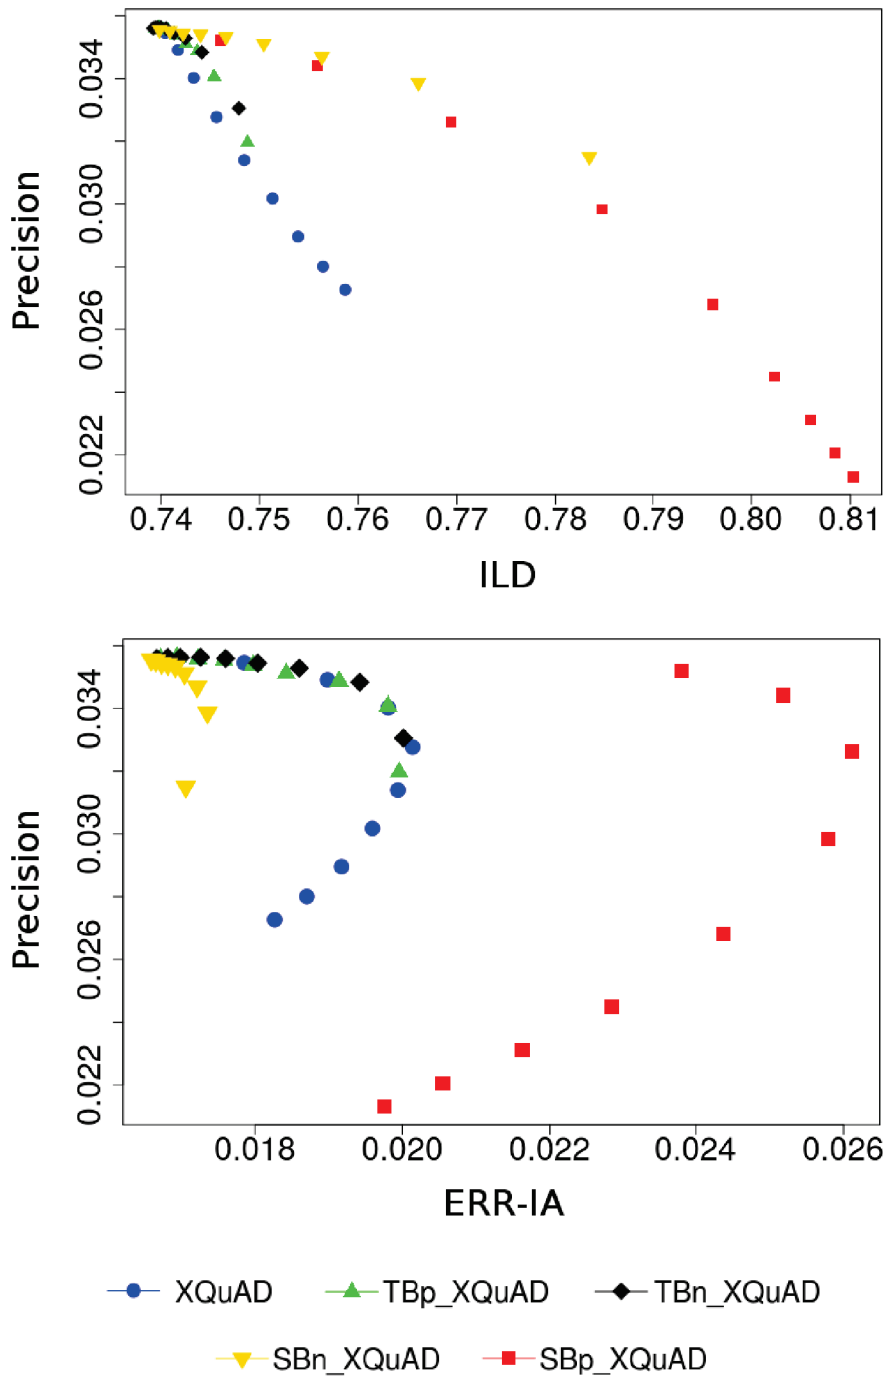 Precision
0.034
0.030
0.026
0.022
0.74 0.75 0.76 0.77 0.78 0.79 0.80 0.81
ILD
Precision
0.034
0.030
0.026
0.022
0.018 0.020 0.022 0.024 0.026
ERR-IA
XQuAD TBp_XQuAD TBn_XQuAD
SBn_XQuAD SBp_XQuAD